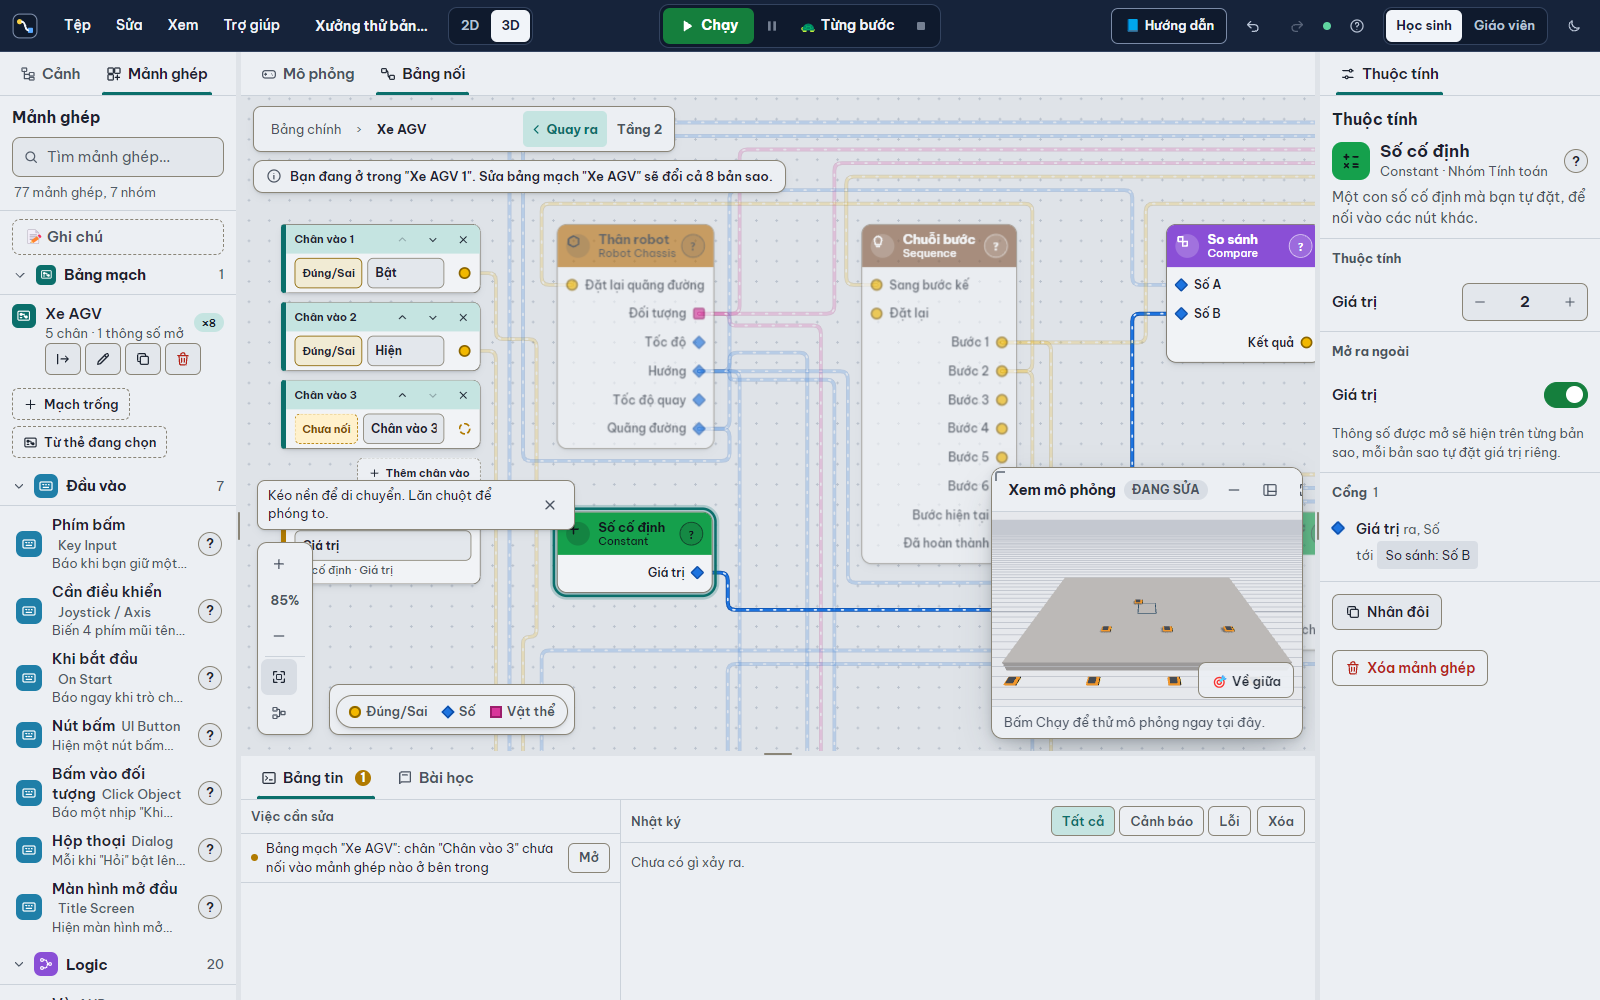 Tệp
Sửa
Xem
Trợ giúp
Xưởng thử bản...
2D
3D
Chạy
Từng bước
Hướng dẫn
Học sinh
Giáo viên
Cảnh
Mảnh ghép
Mô phỏng
Bảng nối
Thuộc tính
Mảnh ghép
Tìm mảnh ghép...
77 mảnh ghép, 7 nhóm
Ghi chú
Bảng mạch
1
Xe AGV
5 chân · 1 thông số mở
×8
Mạch trống
Từ thẻ đang chọn
Đầu vào
7
Phím bấm
Key Input
Báo khi bạn giữ một...
Cần điều khiển
Joystick / Axis
Biến 4 phím mũi tên...
Khi bắt đầu
On Start
Báo ngay khi trò ch...
Nút bấm UI Button
Hiện một nút bấm...
Bấm vào đối
tượng Click Object
Báo một nhịp "Khi...
Hộp thoại Dialog
Mỗi khi "Hỏi" bật lên...
Màn hình mở đầu
Title Screen
Hiện màn hình mở...
Logic
20
Bảng chính
Xe AGV
Quay ra
Tầng 2
Bạn đang ở trong "Xe AGV 1". Sửa bảng mạch "Xe AGV" sẽ đổi cả 8 bản sao.
Chân vào 1
Đúng/Sai
Bật
Chân vào 2
Đúng/Sai
Hiện
Chân vào 3
Chưa nối
Chân vào 3
Thêm chân vào
Kéo nền để di chuyển. Lăn chuột để
phóng to.
Giá trị
cố định · Giá trị
85%
Đúng/Sai
Số
Vật thể
Thân robot
Robot Chassis
Đặt lại quãng đường
Đối tượng
Tốc độ
Hướng
Tốc độ quay
Quãng đường
Số cố định
Constant
Giá trị
Chuỗi bước
Sequence
Sang bước kế
Đặt lại
Bước 1
Bước 2
Bước 3
Bước 4
Bước 5
Bước 6
Bước hiện tại
Đã hoàn thành
So sánh
Compare
Số A
Số B
Kết quả
Xem mô phỏng
ĐANG SỬA
Về giữa
Bấm Chạy để thử mô phỏng ngay tại đây.
Bảng tin
1
Bài học
Việc cần sửa
Bảng mạch "Xe AGV": chân "Chân vào 3" chưa
nối vào mảnh ghép nào ở bên trong
Mở
Nhật ký
Tất cả
Cảnh báo
Lỗi
Xóa
Chưa có gì xảy ra.
Thuộc tính
Số cố định
Constant · Nhóm Tính toán
Một con số cố định mà bạn tự đặt, để
nối vào các nút khác.
Thuộc tính
Giá trị
2
Mở ra ngoài
Giá trị
Thông số được mở sẽ hiện trên từng bản
sao, mỗi bản sao tự đặt giá trị riêng.
Cổng 1
Giá trị ra, Số
tới So sánh: Số B
Nhân đôi
Xóa mảnh ghép